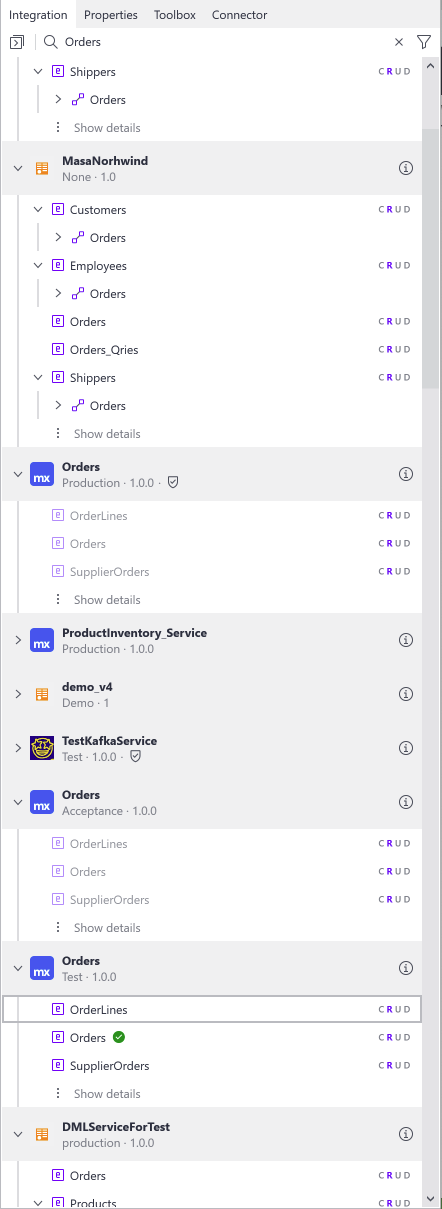 Integration Properties Toolbox Connector
Orders
Shippers CRUD
Orders
Show details
MasaNorhwind
None · 1.0
Customers CRUD
Orders
Employees CRUD
Orders
Orders CRUD
Orders_Qries CRUD
Shippers CRUD
Orders
Show details
mx Orders
Production · 1.0.0 ·
OrderLines CRUD
Orders CRUD
SupplierOrders CRUD
Show details
mx ProductInventory_Service
Production · 1.0.0
demo_v4
Demo · 1
TestKafkaService
Test · 1.0.0 ·
mx Orders
Acceptance · 1.0.0
OrderLines CRUD
Orders CRUD
SupplierOrders CRUD
Show details
mx Orders
Test · 1.0.0
OrderLines CRUD
Orders CRUD
SupplierOrders CRUD
Show details
DMLServiceForTest
production · 1.0.0
Orders CRUD
Products CRUD